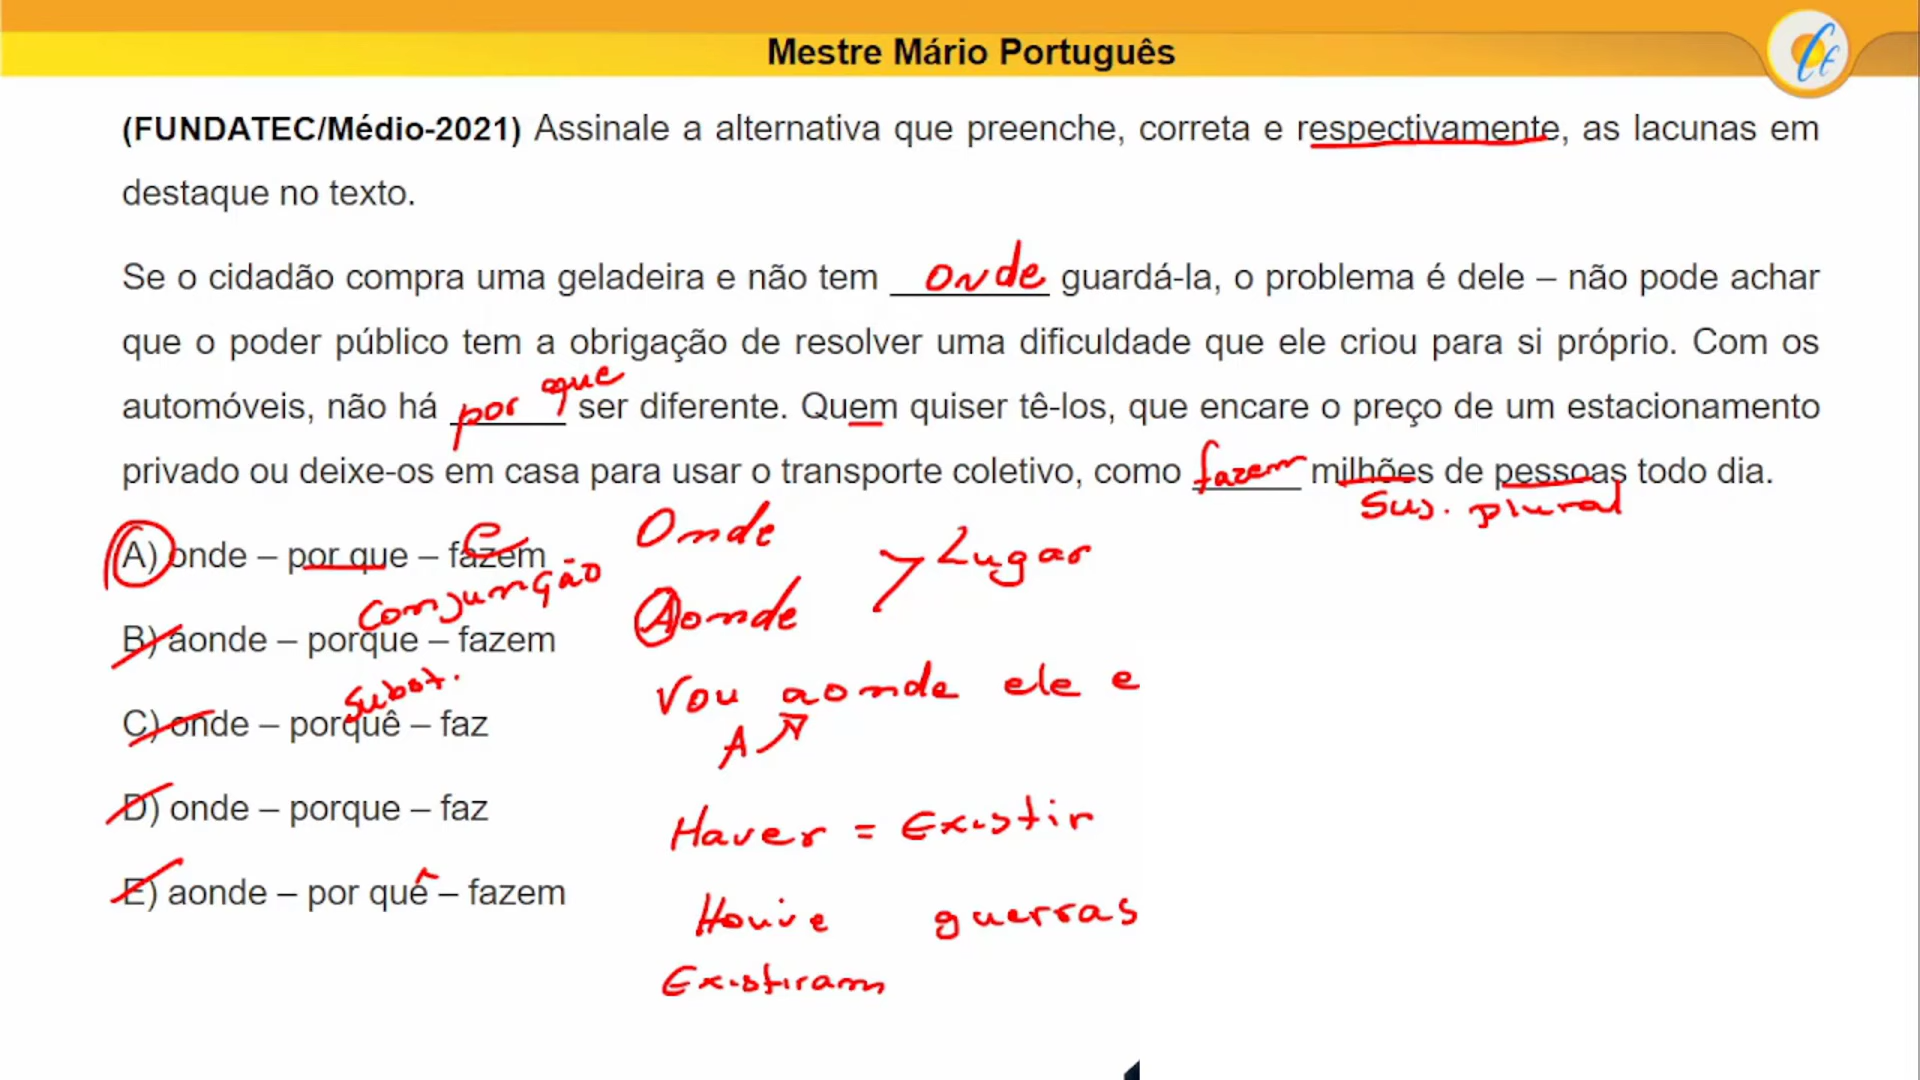 Mestre Mário Português
(FUNDATEC/Médio-2021) Assinale a alternativa que preenche, correta e respectivamente, as lacunas em
destaque no texto.
Se o cidadão compra uma geladeira e não tem onde guardá-la, o problema é dele – não pode achar
que o poder público tem a obrigação de resolver uma dificuldade que ele criou para si próprio. Com os
automóveis, não há por que ser diferente. Quem quiser tê-los, que encare o preço de um estacionamento
privado ou deixe-os em casa para usar o transporte coletivo, como fazem milhões de pessoas todo dia.
Sus. plural
A) onde – por que – fazem
Conjunção
B) aonde – porque – fazem
Subst.
C) onde – porquê – faz
D) onde – porque – faz
E) aonde – por quê – fazem
Onde
Aonde
Lugar
Vou aonde ele e
A
Haver = Existir
Houve guerras
Existiram